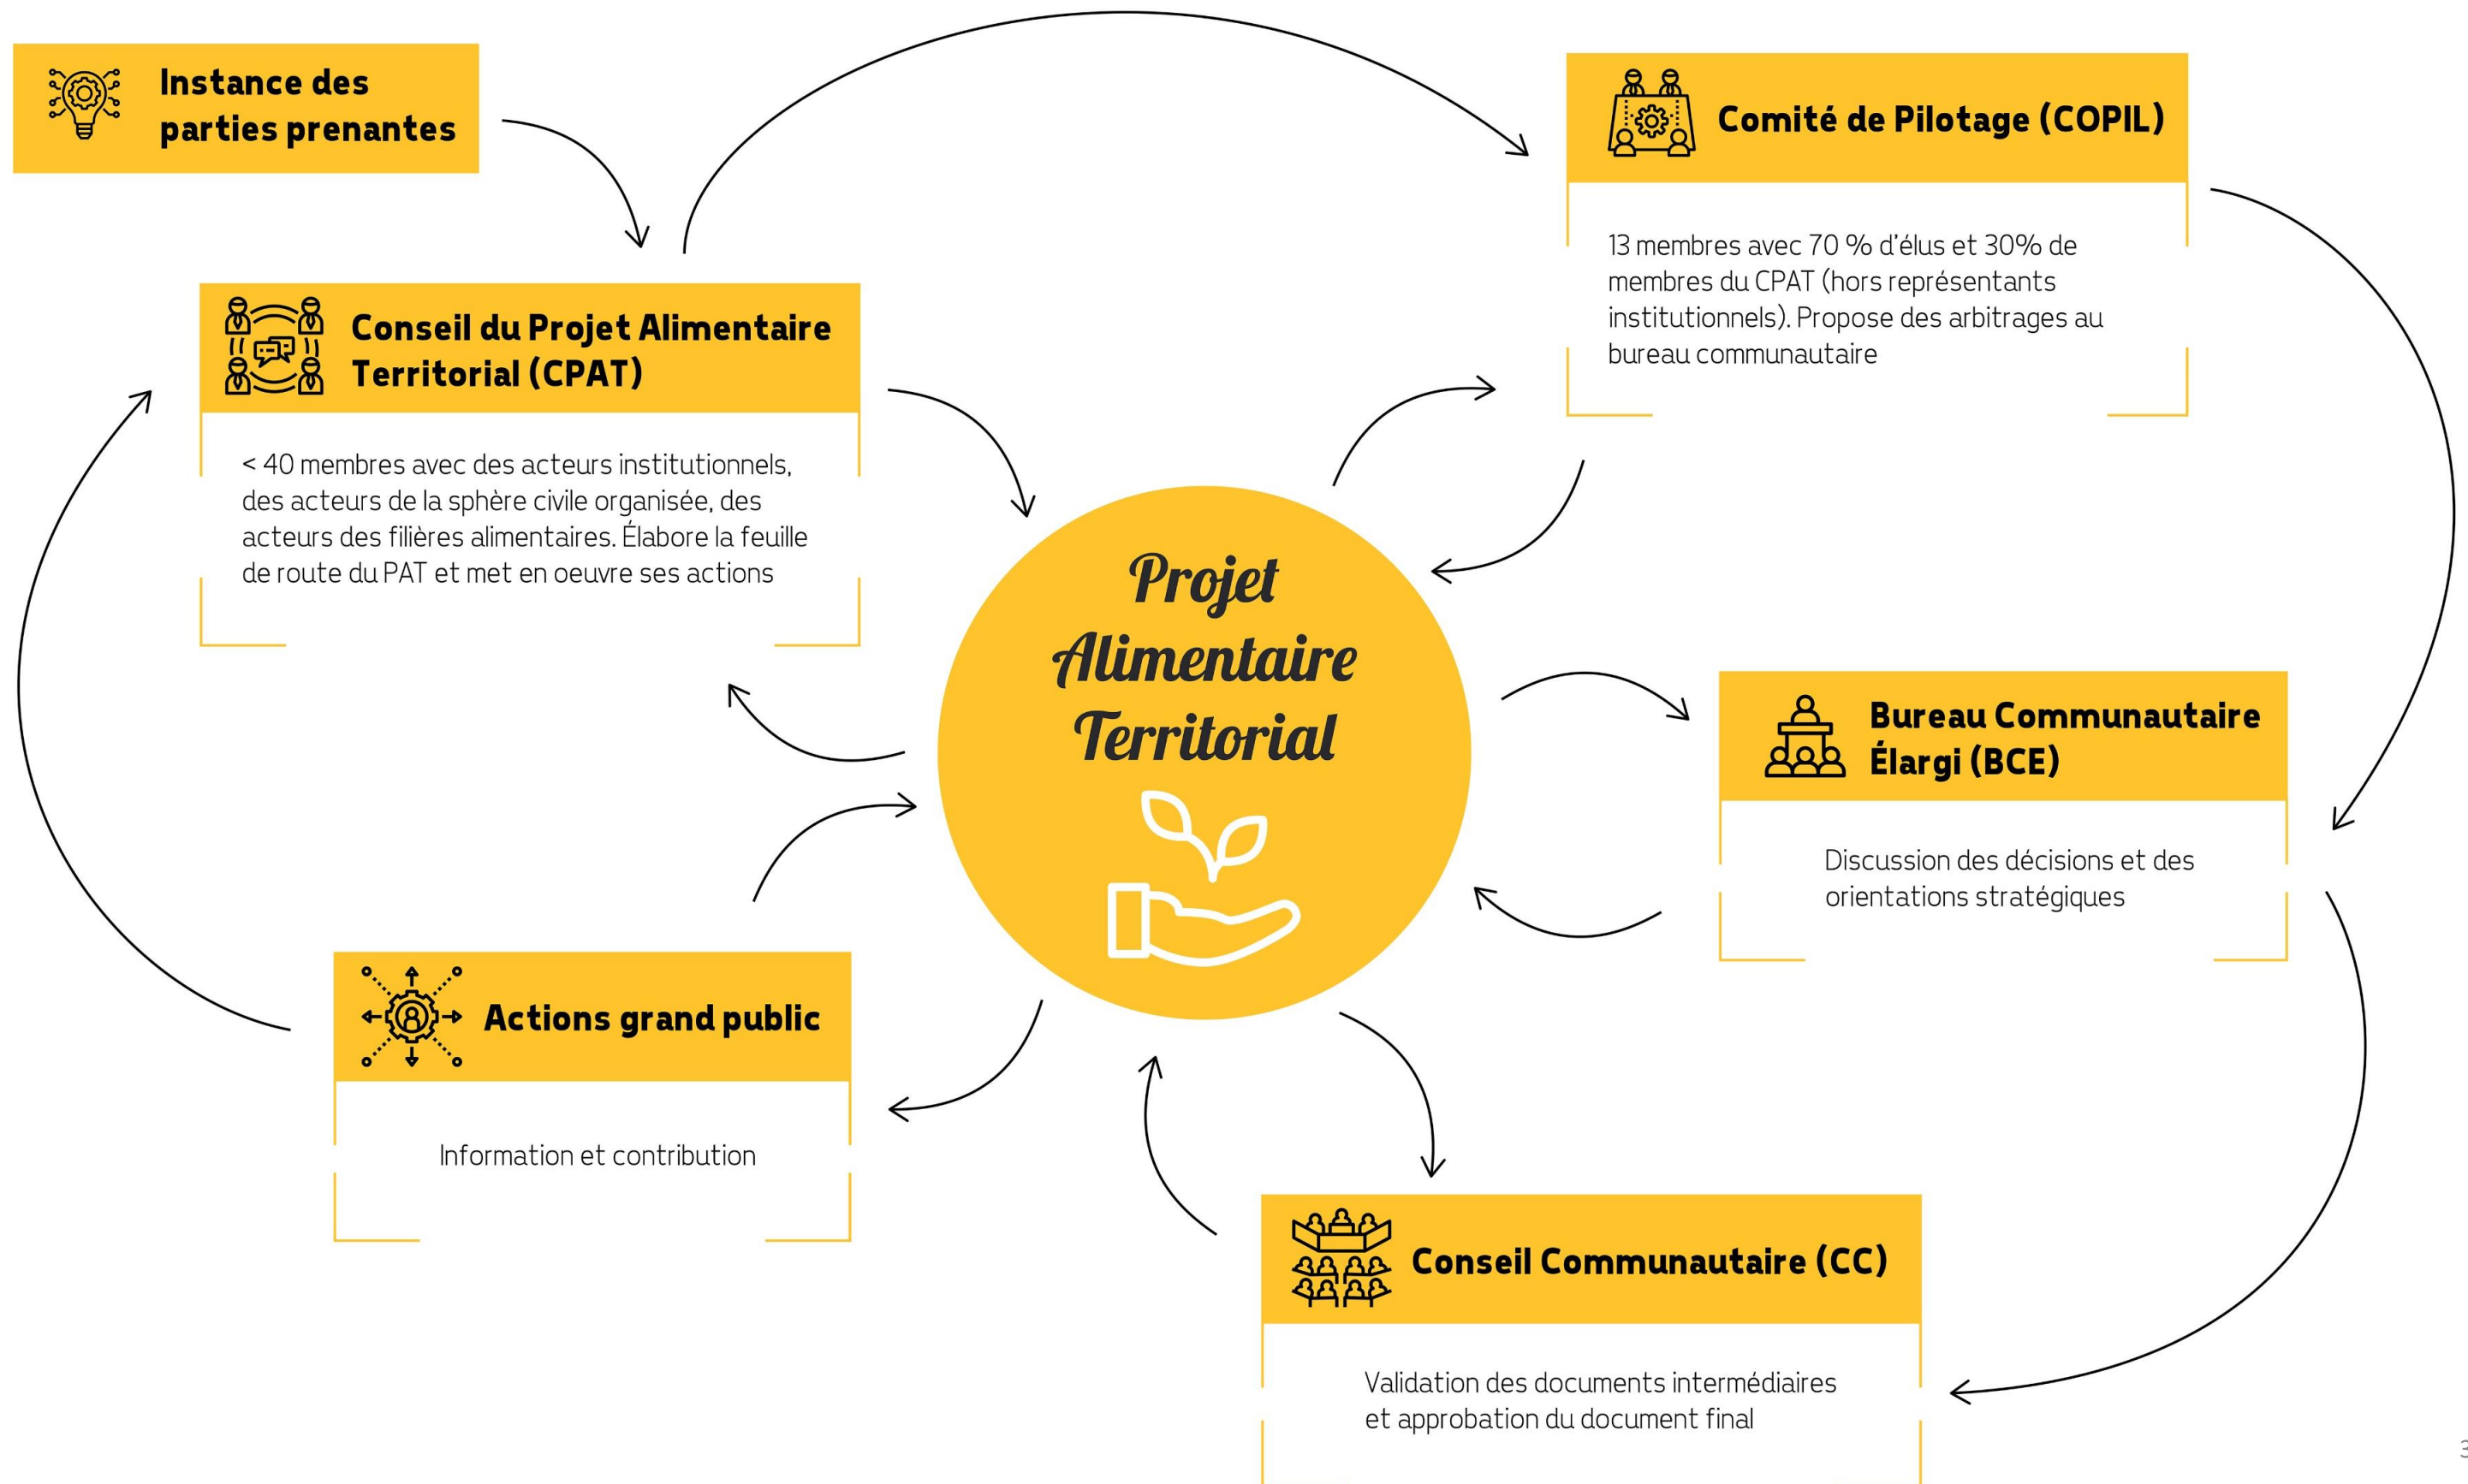 Instance des
parties prenantes
Comité de Pilotage (COPIL)
13 membres avec 70 % d'élus et 30% de
membres du CPAT (hors représentants
institutionnels). Propose des arbitrages au
bureau communautaire
Conseil du Projet Alimentaire
Territorial (CPAT)
< 40 membres avec des acteurs institutionnels,
des acteurs de la sphère civile organisée, des
acteurs des filières alimentaires. Élabore la feuille
de route du PAT et met en oeuvre ses actions
Projet
Alimentaire
Territorial
Bureau Communautaire
Élargi (BCE)
Discussion des décisions et des
orientations stratégiques
Actions grand public
Information et contribution
Conseil Communautaire (CC)
Validation des documents intermédiaires
et approbation du document final
3